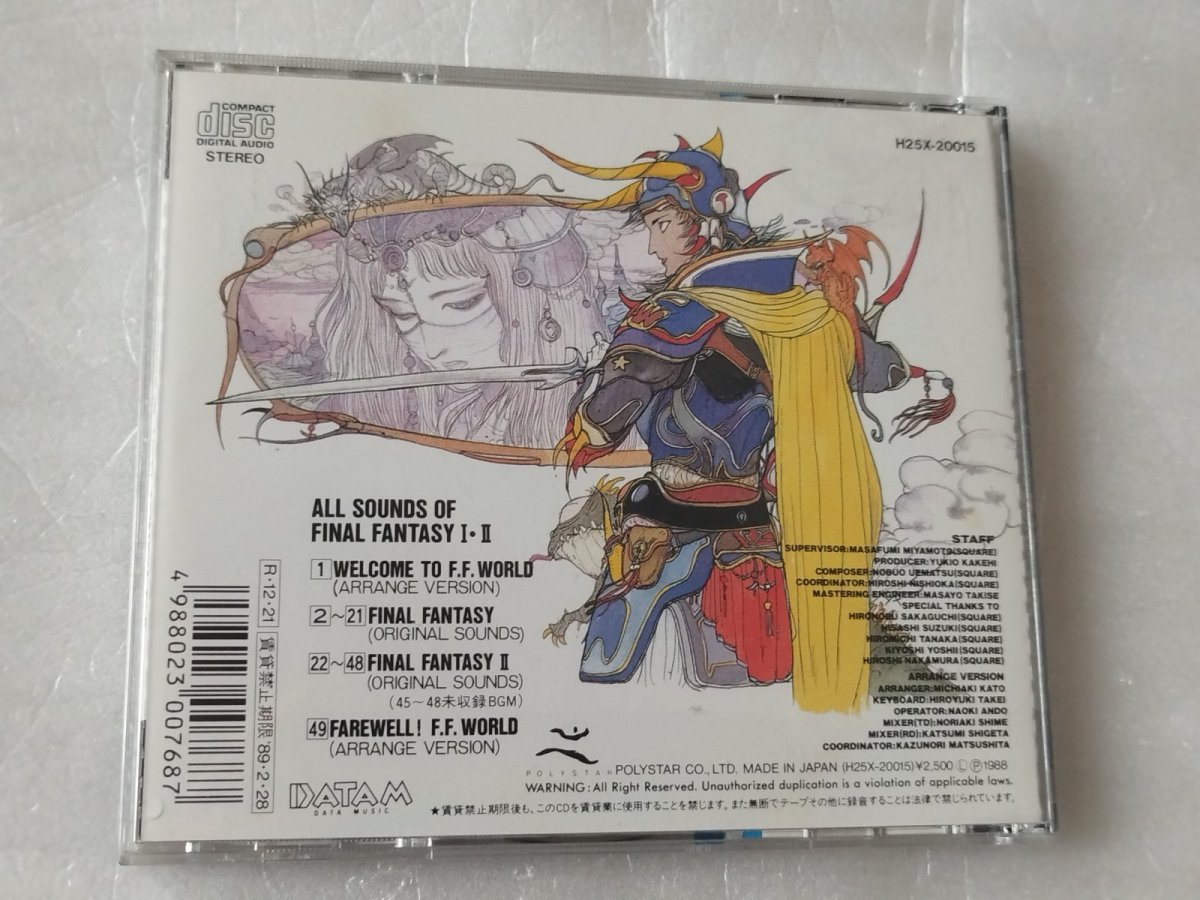 COMPACT
disc
DIGITAL AUDIO
STEREO
H25X-20015
ALL SOUNDS OF
FINAL FANTASY I・II
1 WELCOME TO F.F. WORLD
(ARRANGE VERSION)
2～21 FINAL FANTASY
(ORIGINAL SOUNDS)
22～48 FINAL FANTASY II
(ORIGINAL SOUNDS)
(45～48未収録BGM)
49 FAREWELL! F.F. WORLD
(ARRANGE VERSION)
STAFF
SUPERVISOR:MASAFUMI MIYAMOTO(SQUARE)
PRODUCER:YUKIO KAKEHI
COMPOSER:NOBUO UEMATSU(SQUARE)
COORDINATOR:HIROSHI NISHIOKA(SQUARE)
MASTERING ENGINEER:MASAYO TAKISE
SPECIAL THANKS TO
HIRONOBU SAKAGUCHI(SQUARE)
HISASHI SUZUKI(SQUARE)
HIROMICHI TANAKA(SQUARE)
KIYOSHI YOSHII(SQUARE)
HIROSHI NAKAMURA(SQUARE)
ARRANGE VERSION
ARRANGER:MICHIAKI KATO
KEYBOARD:HIROYUKI TAKEI
OPERATOR:NAOKI ANDO
MIXER(TD):NORIAKI SHIME
MIXER(RD):KATSUMI SHIGETA
COORDINATOR:KAZUNORI MATSUSHITA
4988023007687
R・12・21 賃貸禁止期限'89・2・28
DATAM
DATA MUSIC
POLYSTAR
POLYSTAR CO., LTD. MADE IN JAPAN (H25X-20015)¥2,500 Ⓛ Ⓟ1988
WARNING: All Right Reserved. Unauthorized duplication is a violation of applicable laws.
★賃貸禁止期限後も、このCDを賃貸業に使用することを禁じます。また無断でテープその他に録音することは法律で禁じられています。